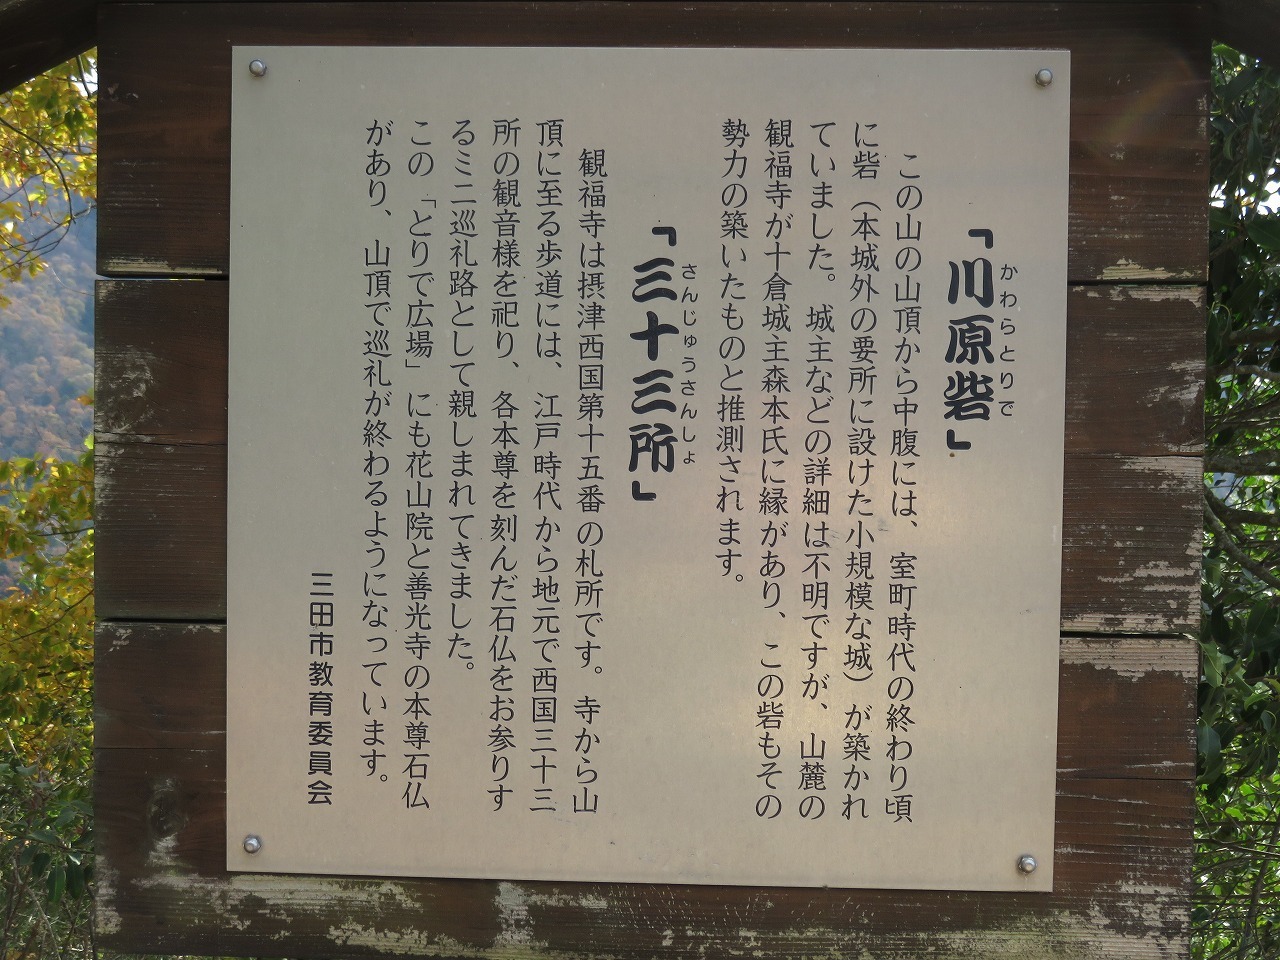 「川原砦」
かわらとりで
この山の山頂から中腹には、室町時代の終わり頃
に砦（本城外の要所に設けた小規模な城）が築かれ
ていました。城主などの詳細は不明ですが、山麓の
観福寺が十倉城主森本氏に縁があり、この砦もその
勢力の築いたものと推測されます。
「三十三所」
さんじゅうさんしょ
観福寺は摂津西国第十五番の札所です。寺から山
頂に至る歩道には、江戸時代から地元で西国三十三
所の観音様を祀り、各本尊を刻んだ石仏をお参りす
るミニ巡礼路として親しまれてきました。
この「とりで広場」にも花山院と善光寺の本尊石仏
があり、山頂で巡礼が終わるようになっています。
三田市教育委員会